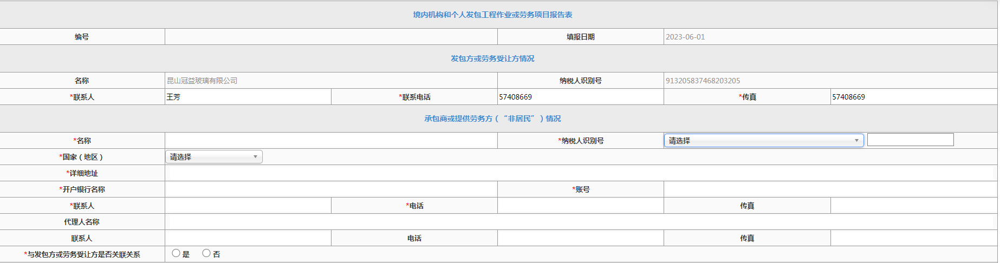 境内机构和个人发包工程作业或劳务项目报告表
编号 填报日期 2023-06-01
发包方或劳务受让方情况
名称 昆山冠益玻璃有限公司 纳税人识别号 913205837468203205
*联系人 王芳 *联系电话 57408669 *传真 57408669
承包商或提供劳务方（“非居民”）情况
*名称 *纳税人识别号 请选择
*国家（地区） 请选择
*详细地址
*开户银行名称 *账号
*联系人 *电话 传真
代理人名称
联系人 电话 传真
*与发包方或劳务受让方是否关联关系 是 否